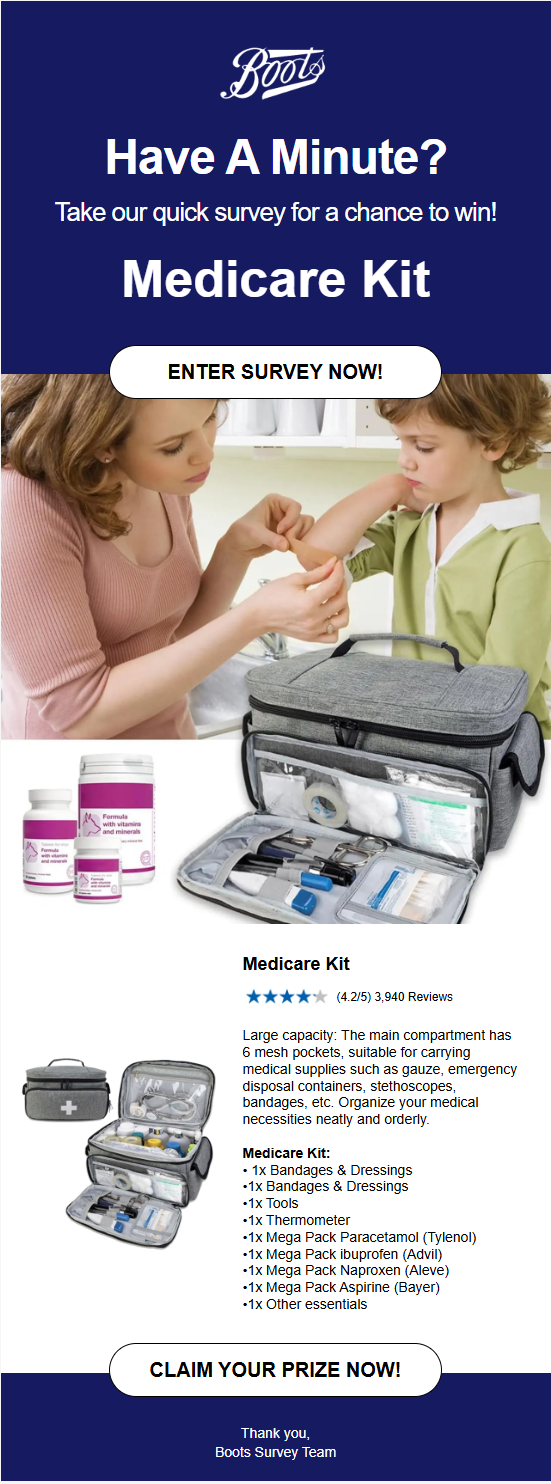 Boots
Have A Minute?
Take our quick survey for a chance to win!
Medicare Kit
ENTER SURVEY NOW!
Formula
with vitamins
and minerals
Formula
with vitamins
and minerals
Formula
with vitamins
and minerals
Medicare Kit
(4.2/5) 3,940 Reviews
Large capacity: The main compartment has
6 mesh pockets, suitable for carrying
medical supplies such as gauze, emergency
disposal containers, stethoscopes,
bandages, etc. Organize your medical
necessities neatly and orderly.
Medicare Kit:
• 1x Bandages & Dressings
•1x Bandages & Dressings
•1x Tools
•1x Thermometer
•1x Mega Pack Paracetamol (Tylenol)
•1x Mega Pack ibuprofen (Advil)
•1x Mega Pack Naproxen (Aleve)
•1x Mega Pack Aspirine (Bayer)
•1x Other essentials
CLAIM YOUR PRIZE NOW!
Thank you,
Boots Survey Team